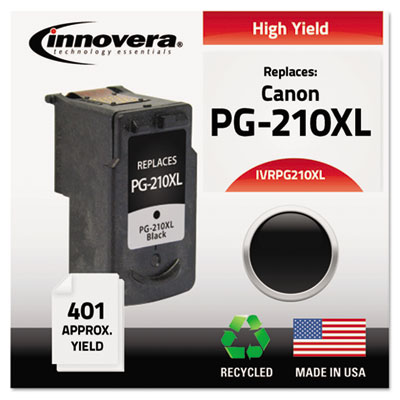 innovera
technology essentials
High Yield
Replaces:
Canon
PG-210XL
IVRPG210XL
REPLACES
PG-210XL
PG-210XL
Black
401
APPROX.
YIELD
RECYCLED
MADE IN USA